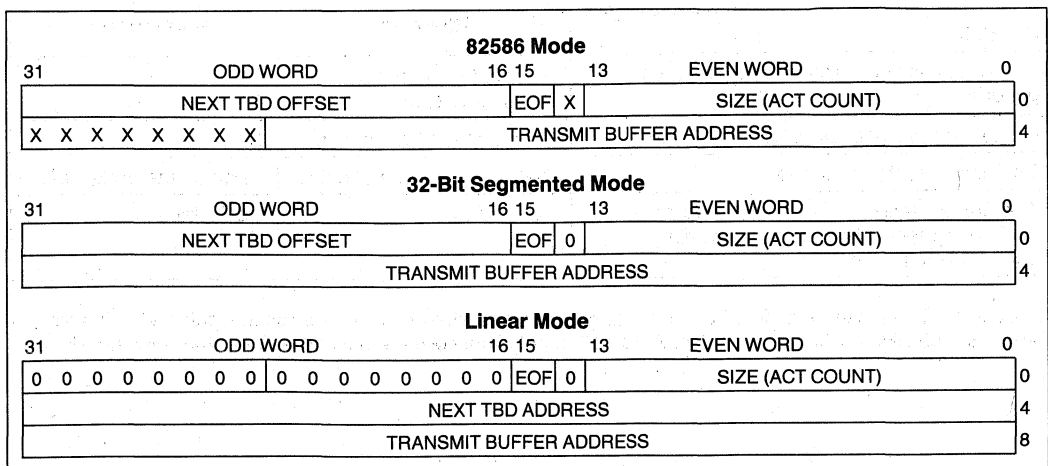 82586 Mode
31 ODD WORD 16 15 13 EVEN WORD 0
NEXT TBD OFFSET EOF X SIZE (ACT COUNT) 0
X X X X X X X X TRANSMIT BUFFER ADDRESS 4
32-Bit Segmented Mode
31 ODD WORD 16 15 13 EVEN WORD 0
NEXT TBD OFFSET EOF 0 SIZE (ACT COUNT) 0
TRANSMIT BUFFER ADDRESS 4
Linear Mode
31 ODD WORD 16 15 13 EVEN WORD 0
0 0 0 0 0 0 0 0 0 0 0 0 0 0 0 0 EOF 0 SIZE (ACT COUNT) 0
NEXT TBD ADDRESS 4
TRANSMIT BUFFER ADDRESS 8